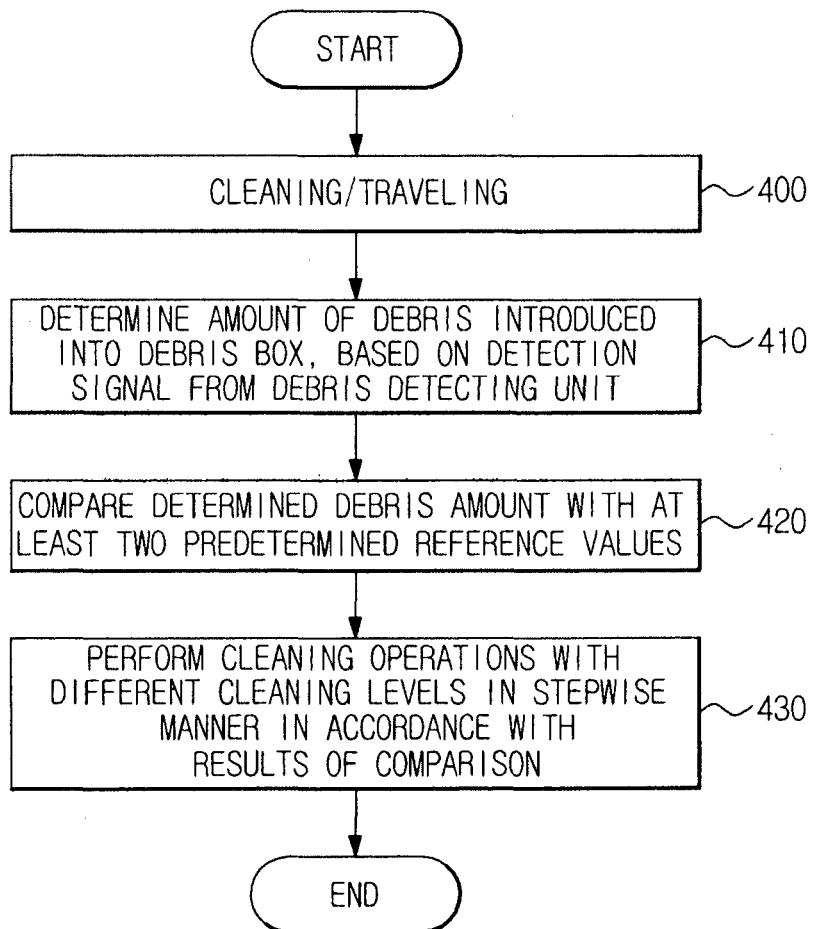 START
CLEANING/TRAVELING
400
DETERMINE AMOUNT OF DEBRIS INTRODUCED
INTO DEBRIS BOX, BASED ON DETECTION
SIGNAL FROM DEBRIS DETECTING UNIT
410
COMPARE DETERMINED DEBRIS AMOUNT WITH AT
LEAST TWO PREDETERMINED REFERENCE VALUES
420
PERFORM CLEANING OPERATIONS WITH
DIFFERENT CLEANING LEVELS IN STEPWISE
MANNER IN ACCORDANCE WITH
RESULTS OF COMPARISON
430
END